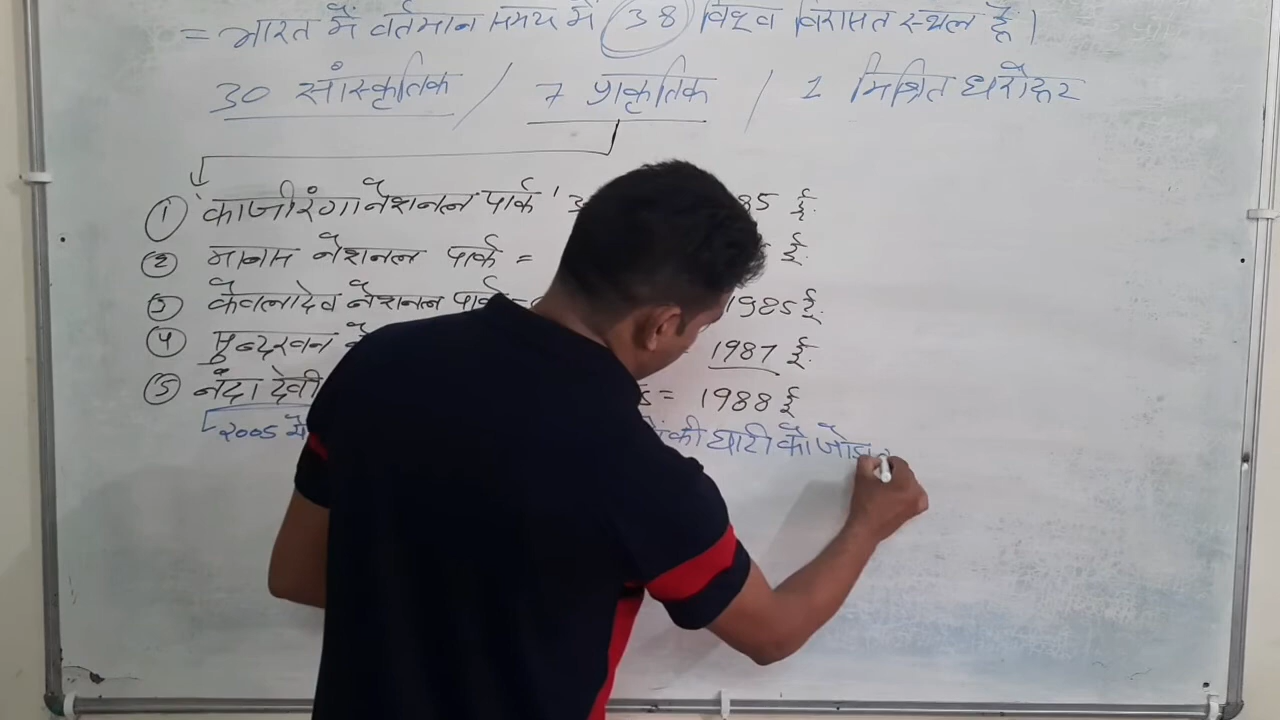 = भारत में वर्तमान समय में 38 विश्व विरासत स्थल हैं।
30 सांस्कृतिक / 7 प्राकृतिक / 1 मिश्रित धरोहर
① काजीरंगा नेशनल पार्क 85 ई.
② मानस नेशनल पार्क = ई.
③ केवलादेव नेशनल पार्क = 1985 ई.
④ सुन्दरवन 1987 ई.
⑤ नंदा देवी = 1988 ई
2005 में की घाटी को जोड़ा